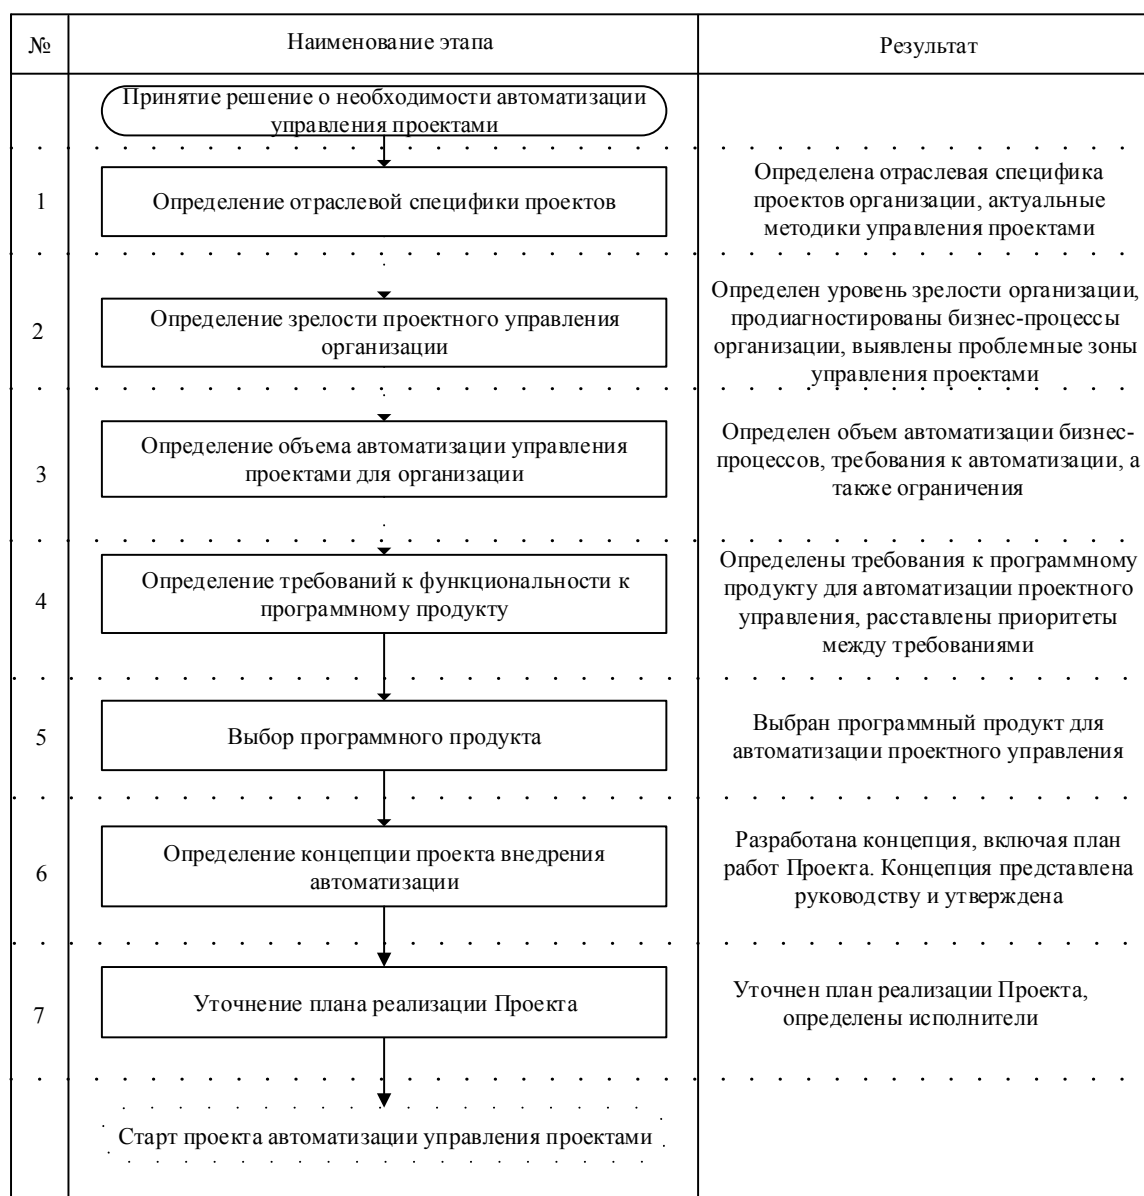 №
Наименование этапа
Результат
Принятие решение о необходимости автоматизации
управления проектами
1
Определение отраслевой специфики проектов
Определена отраслевая специфика
проектов организации, актуальные
методики управления проектами
2
Определение зрелости проектного управления
организации
Определен уровень зрелости организации,
продиагностированы бизнес-процессы
организации, выявлены проблемные зоны
управления проектами
3
Определение объема автоматизации управления
проектами для организации
Определен объем автоматизации бизнес-
процессов, требования к автоматизации, а
также ограничения
4
Определение требований к функциональности к
программному продукту
Определены требования к программному
продукту для автоматизации проектного
управления, расставлены приоритеты
между требованиями
5
Выбор программного продукта
Выбран программный продукт для
автоматизации проектного управления
6
Определение концепции проекта внедрения
автоматизации
Разработана концепция, включая план
работ Проекта. Концепция представлена
руководству и утверждена
7
Уточнение плана реализации Проекта
Уточнен план реализации Проекта,
определены исполнители
Старт проекта автоматизации управления проектами